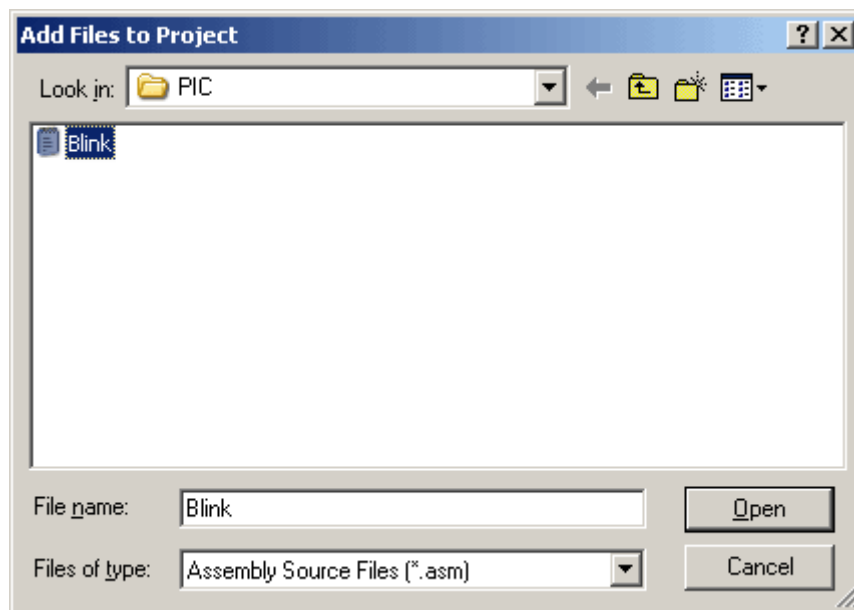 Add Files to Project
Look in: PIC
Blink
File name: Blink
Open
Files of type: Assembly Source Files (*.asm)
Cancel